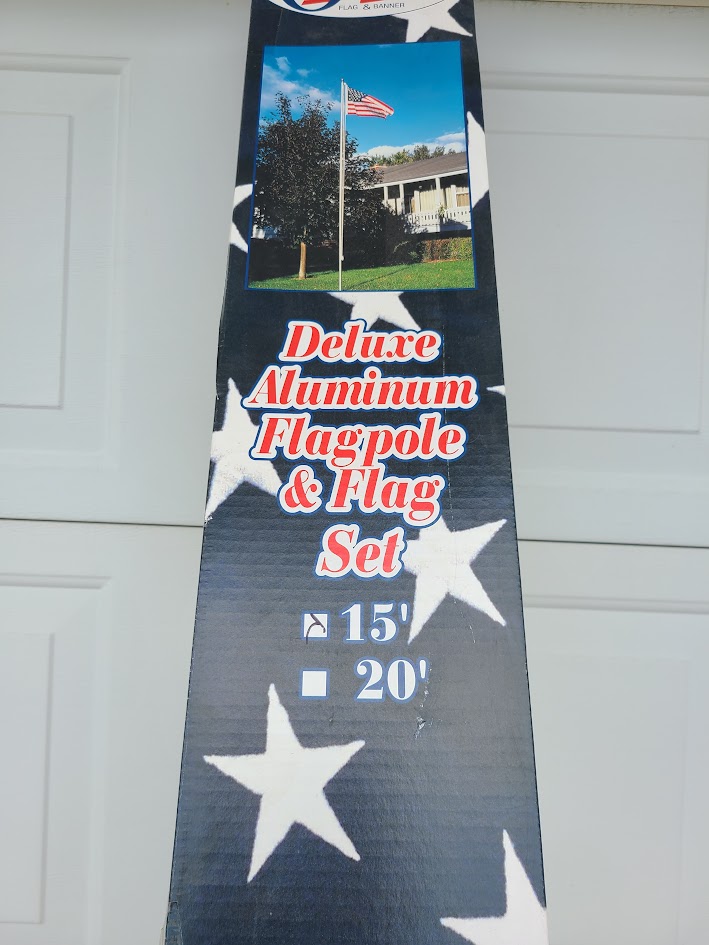 FLAG & BANNER
Deluxe
Aluminum
Flagpole
& Flag
Set
15'
20'